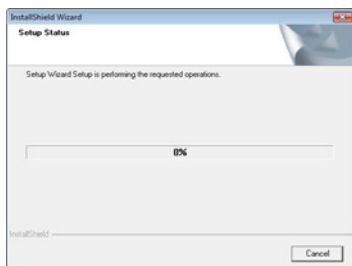 InstallShield Wizard
Setup Status
Setup Wizard Setup is performing the requested operations.
0%
InstallShield
Cancel